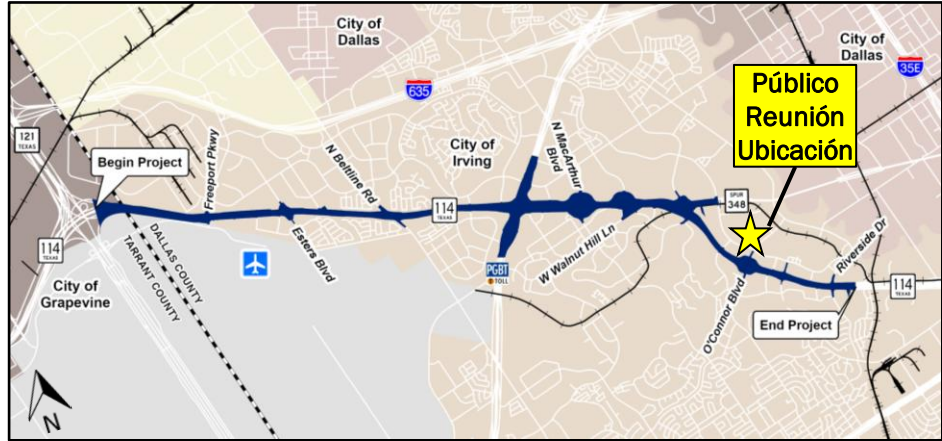 City of
Dallas
City of
Dallas
35E
635
Público
Reunión
Ubicación
121
TEXAS
Begin Project
Freeport Pkwy
N Beltline Rd
City of
Irving
N MacArthur
Blvd
114
TEXAS
SPUR
348
114
TEXAS
DALLAS COUNTY
TARRANT COUNTY
Esters Blvd
W Walnut Hill Ln
Riverside Dr
City of
Grapevine
PGBT
TOLL
O'Connor Blvd
114
TEXAS
End Project
N